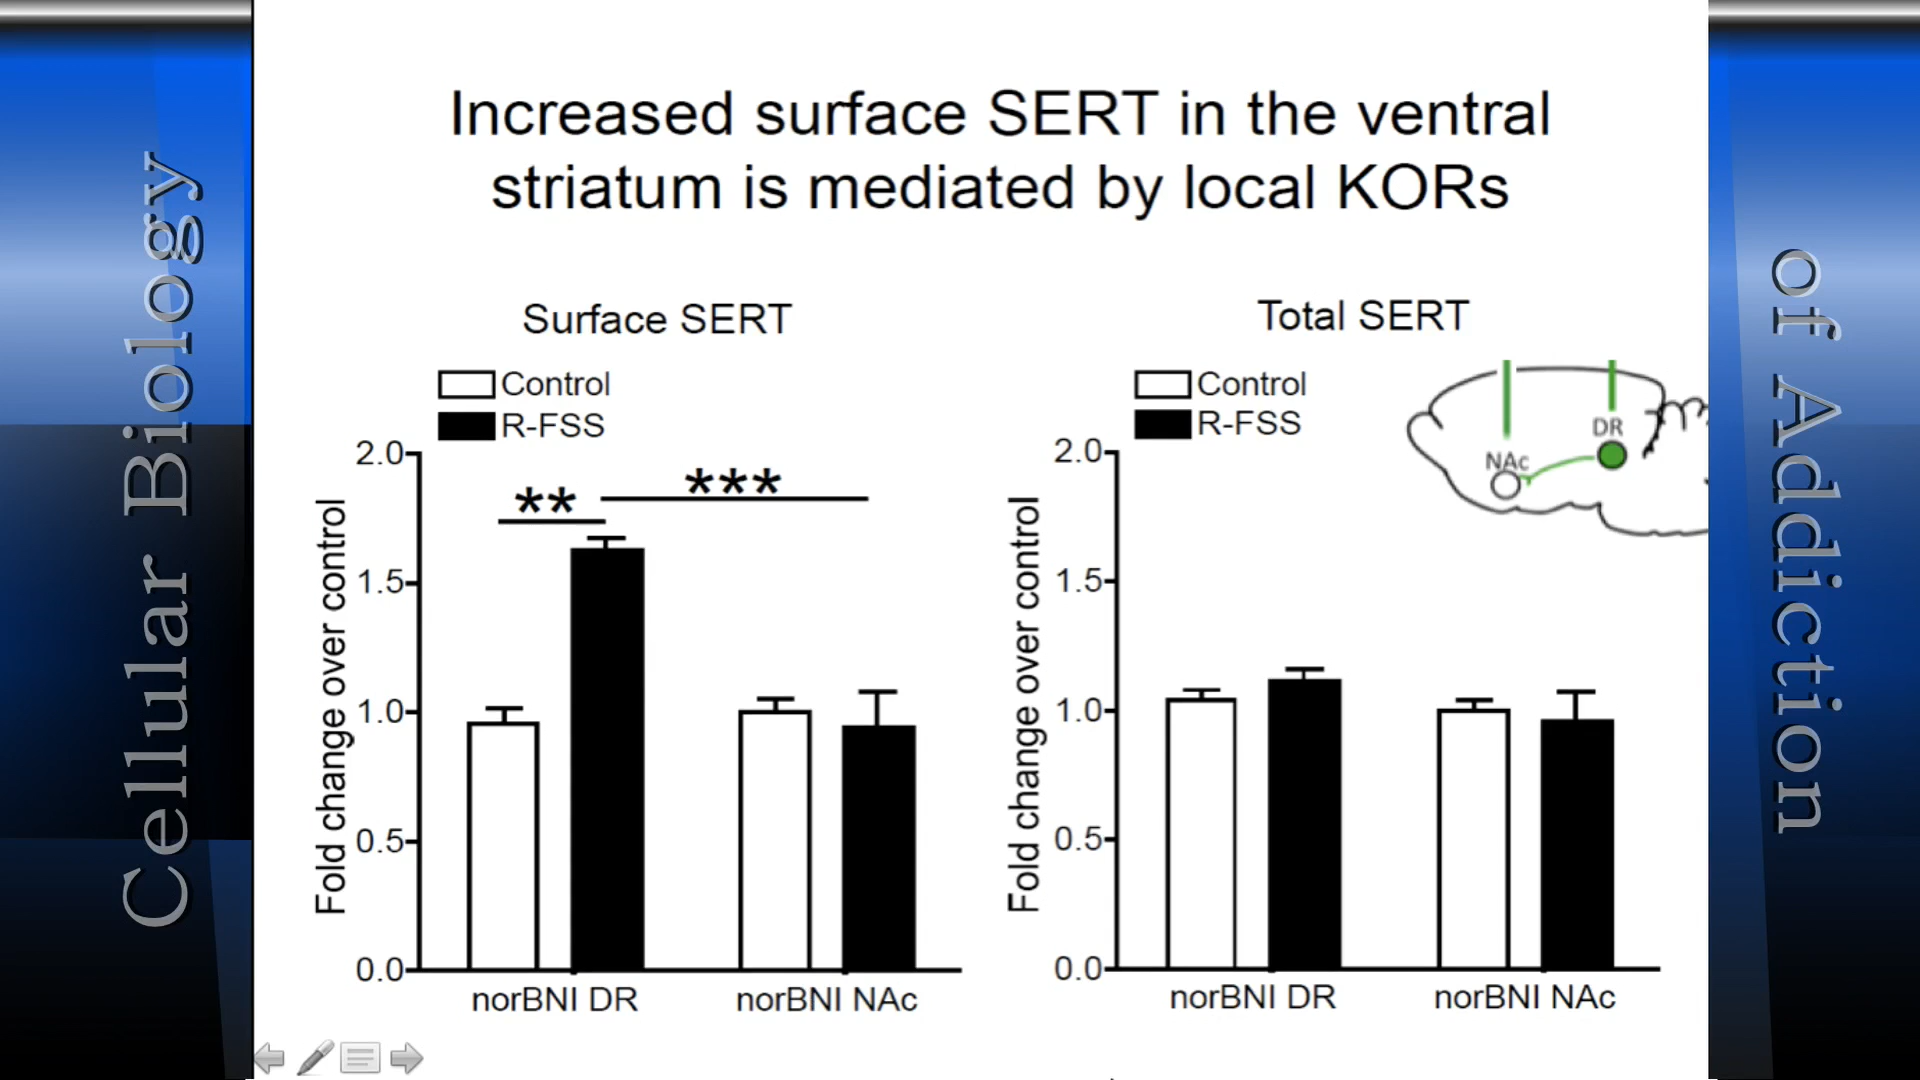 Cellular Biology
of Addiction
Increased surface SERT in the ventral
striatum is mediated by local KORs
Surface SERT
Control
R-FSS
**
***
2.0
1.5
1.0
0.5
0.0
Fold change over control
norBNI DR
norBNI NAc
Total SERT
Control
R-FSS
2.0
1.5
1.0
0.5
0.0
Fold change over control
norBNI DR
norBNI NAc
DR
NAc